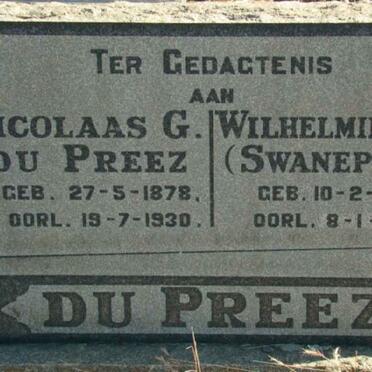 TER GEDAGTENIS
AAN
ICOLAAS G. WILHELMI
DU PREEZ (SWANEP
GEB. 27-5-1878. GEB. 10-2-
OORL. 19-7-1930. OORL. 8-1-
DU PREEZ